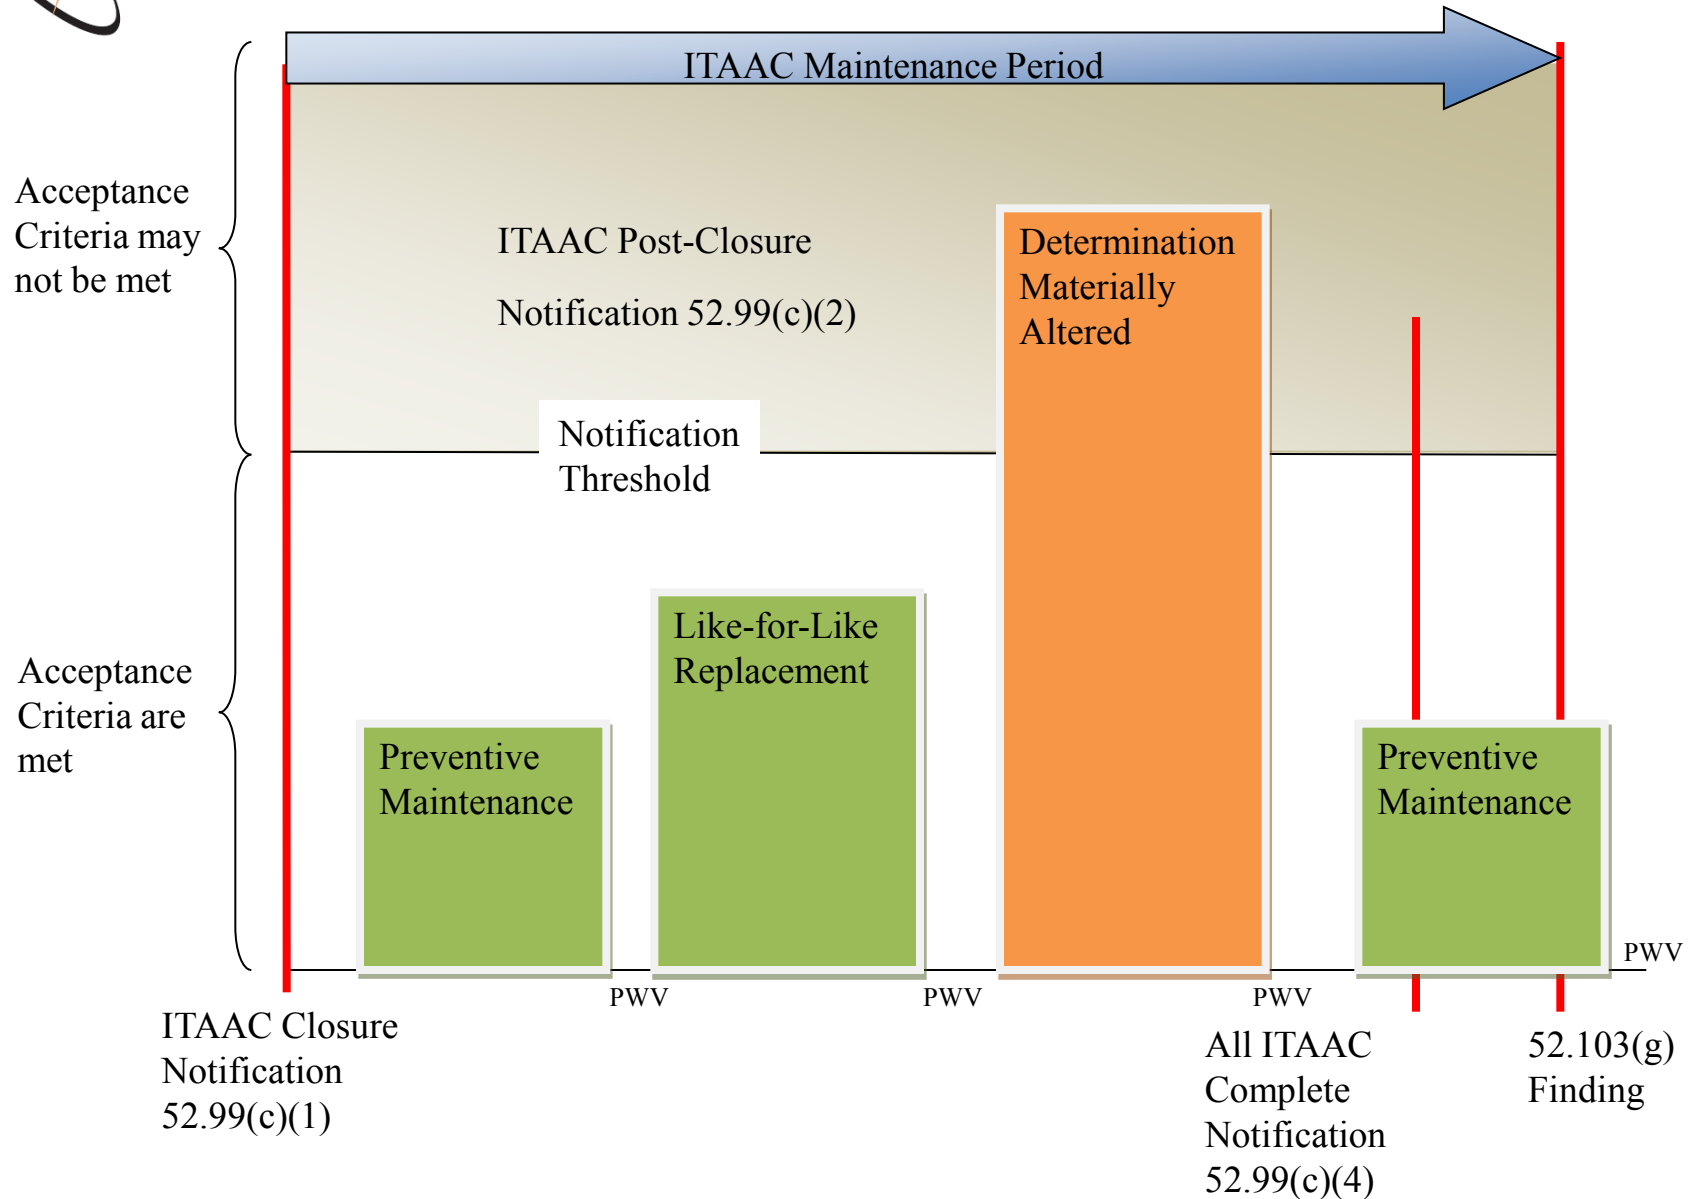 ITAAC Maintenance Period
Acceptance
Criteria may
not be met
ITAAC Post-Closure
Notification 52.99(c)(2)
Determination
Materially
Altered
Notification
Threshold
Like-for-Like
Replacement
Acceptance
Criteria are
met
Preventive
Maintenance
Preventive
Maintenance
PWV
PWV
PWV
PWV
ITAAC Closure
Notification
52.99(c)(1)
All ITAAC
Complete
Notification
52.99(c)(4)
52.103(g)
Finding